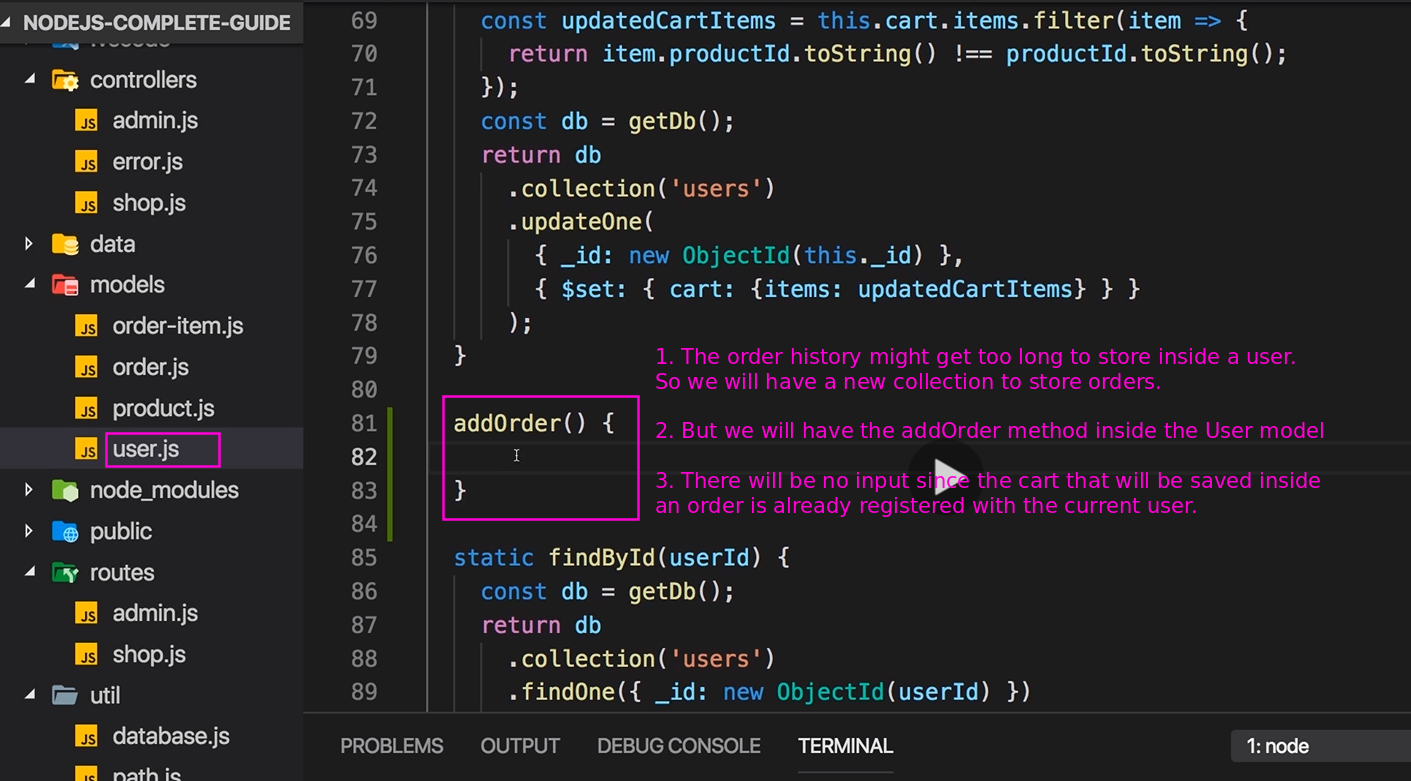 NODEJS-COMPLETE-GUIDE
.vscode
controllers
admin.js
error.js
shop.js
data
models
order-item.js
order.js
product.js
user.js
node_modules
public
routes
admin.js
shop.js
util
database.js
path.js
69 const updatedCartItems = this.cart.items.filter(item => {
70 return item.productId.toString() !== productId.toString();
71 });
72 const db = getDb();
73 return db
74 .collection('users')
75 .updateOne(
76 { _id: new ObjectId(this._id) },
77 { $set: { cart: {items: updatedCartItems} } }
78 );
79 }
80
81 addOrder() {
82
83 }
84
85 static findById(userId) {
86 const db = getDb();
87 return db
88 .collection('users')
89 .findOne({ _id: new ObjectId(userId) })
1. The order history might get too long to store inside a user.
So we will have a new collection to store orders.
2. But we will have the addOrder method inside the User model
3. There will be no input since the cart that will be saved inside
an order is already registered with the current user.
PROBLEMS OUTPUT DEBUG CONSOLE TERMINAL 1: node